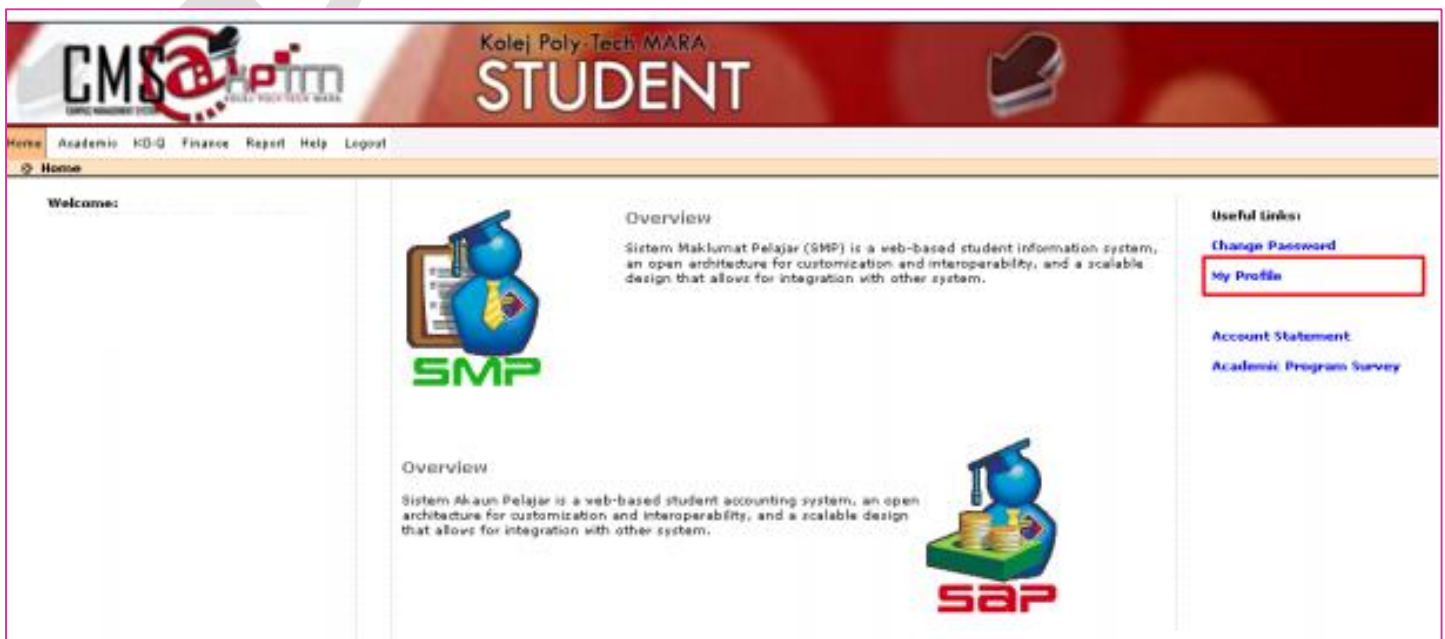 CMS@kptm
CAMPUS MANAGEMENT SYSTEM
KOLEJ POLY-TECH MARA
Kolej Poly-Tech MARA
STUDENT
Home Academic KO-Q Finance Report Help Logout
Home
Welcome:
SMP
Overview
Sistem Maklumat Pelajar (SMP) is a web-based student information system,
an open architecture for customization and interoperability, and a scalable
design that allows for integration with other system.
Useful Links:
Change Password
My Profile
Account Statement
Academic Program Survey
Overview
Sistem Akaun Pelajar is a web-based student accounting system, an open
architecture for customization and interoperability, and a scalable design
that allows for integration with other system.
SaP